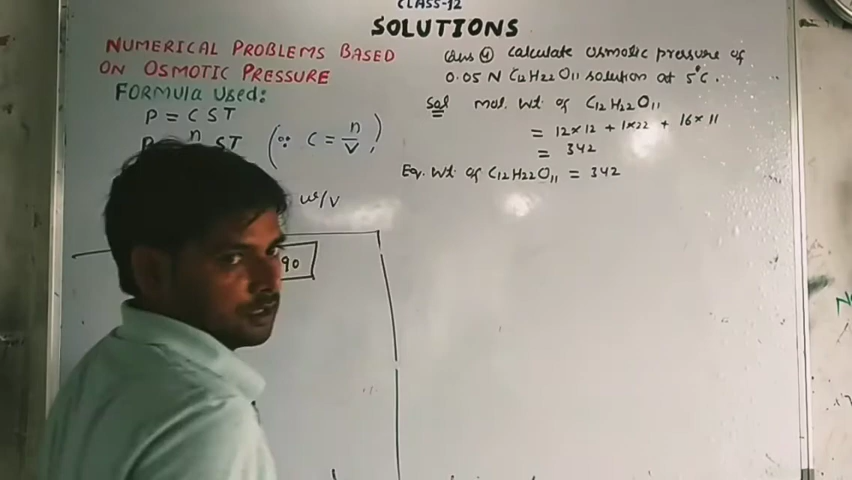 CLASS-12
SOLUTIONS
NUMERICAL PROBLEMS BASED
ON OSMOTIC PRESSURE
FORMULA used:
P = C S T
n ST (∵ C = n/V)
w/V
90
Ques ④ Calculate osmotic pressure of
0.05 N C12H22O11 solution at 5°C.
Sol mol. wt. of C12H22O11
= 12×12 + 1×22 + 16×11
= 342
Eq. wt. of C12H22O11 = 342